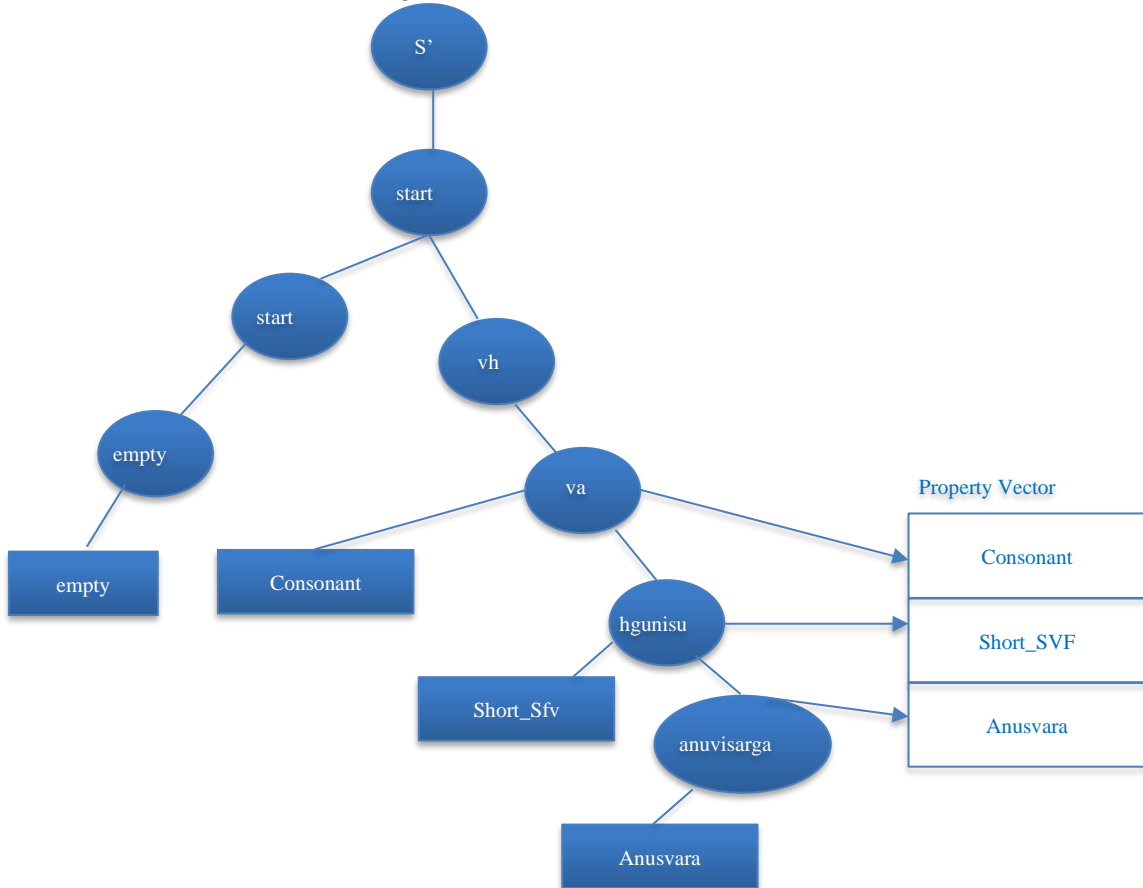 S’
start
start
vh
empty
va
Property Vector
empty
Consonant
Consonant
hgunisu
Short_SVF
Short_Sfv
anuvisarga
Anusvara
Anusvara